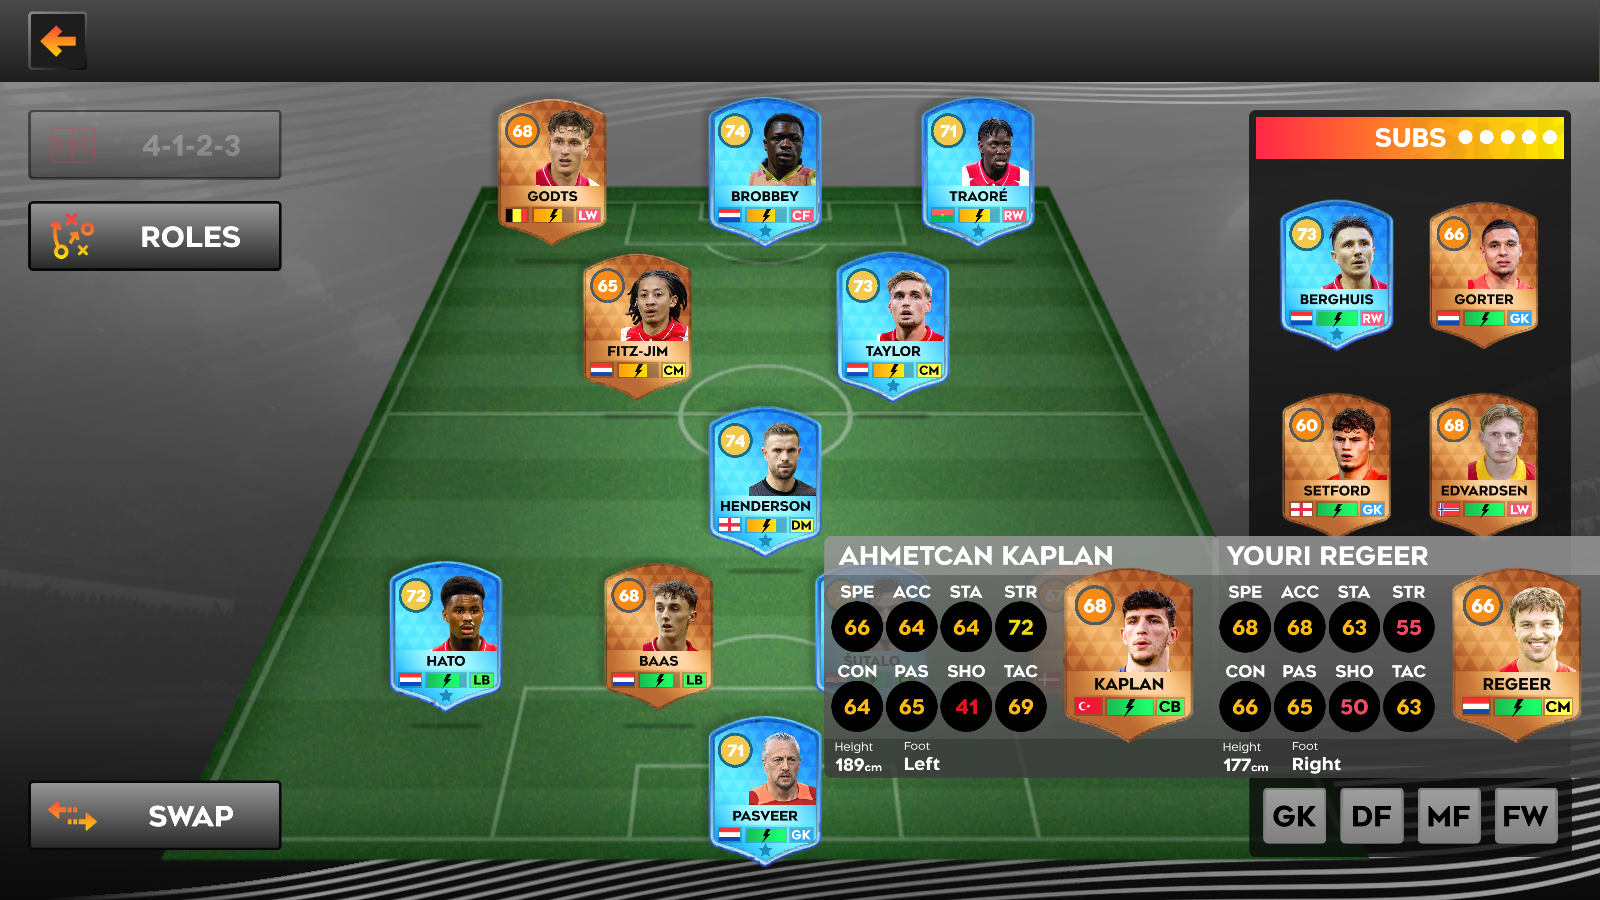 4-1-2-3
ROLES
SWAP
68
GODTS
LW
74
BROBBEY
CF
71
TRAORÉ
RW
65
FITZ-JIM
CM
73
TAYLOR
CM
74
HENDERSON
DM
72
HATO
LB
68
BAAS
LB
ŠUTALO
67
71
PASVEER
GK
SUBS
73
BERGHUIS
RW
66
GORTER
GK
60
SETFORD
GK
68
EDVARDSEN
LW
AHMETCAN KAPLAN
SPE ACC STA STR
66 64 64 72
CON PAS SHO TAC
64 65 41 69
Height Foot
189cm Left
68
KAPLAN
CB
YOURI REGEER
SPE ACC STA STR
68 68 63 55
CON PAS SHO TAC
66 65 50 63
Height Foot
177cm Right
66
REGEER
CM
GK DF MF FW